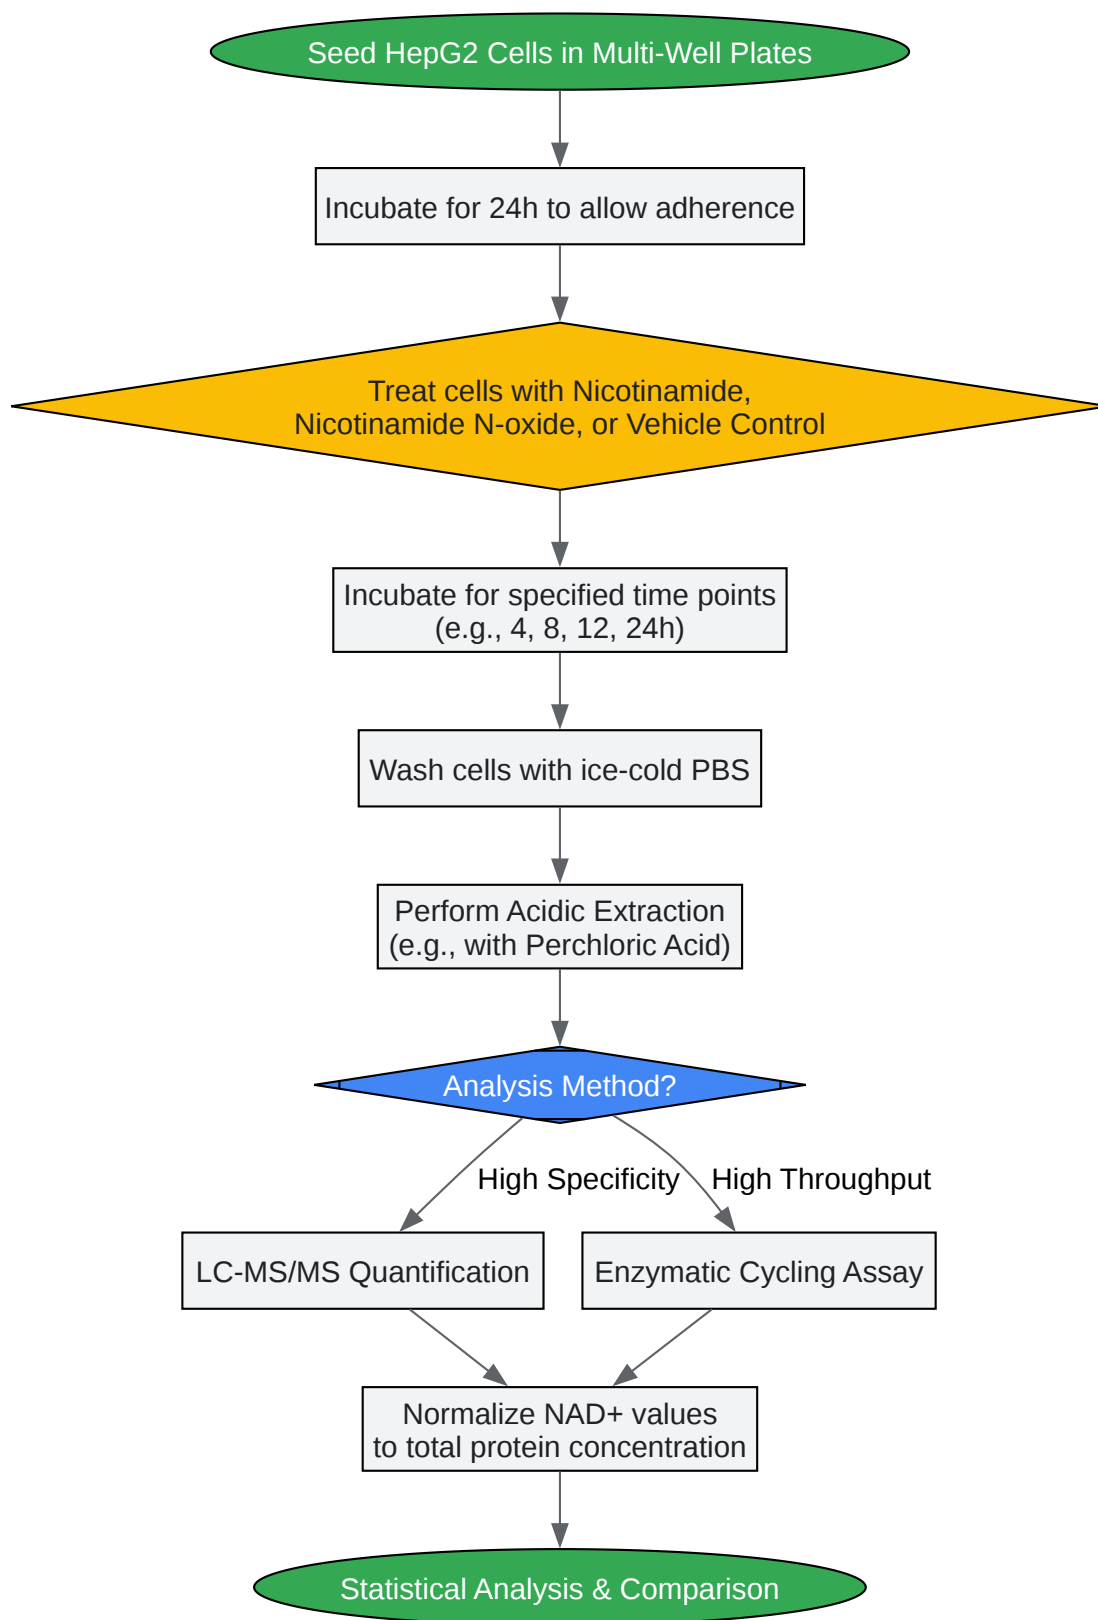 Seed HepG2 Cells in Multi-Well Plates
Incubate for 24h to allow adherence
Treat cells with Nicotinamide,
Nicotinamide N-oxide, or Vehicle Control
Incubate for specified time points
(e.g., 4, 8, 12, 24h)
Wash cells with ice-cold PBS
Perform Acidic Extraction
(e.g., with Perchloric Acid)
Analysis Method?
High Specificity
High Throughput
LC-MS/MS Quantification
Enzymatic Cycling Assay
Normalize NAD+ values
to total protein concentration
Statistical Analysis & Comparison